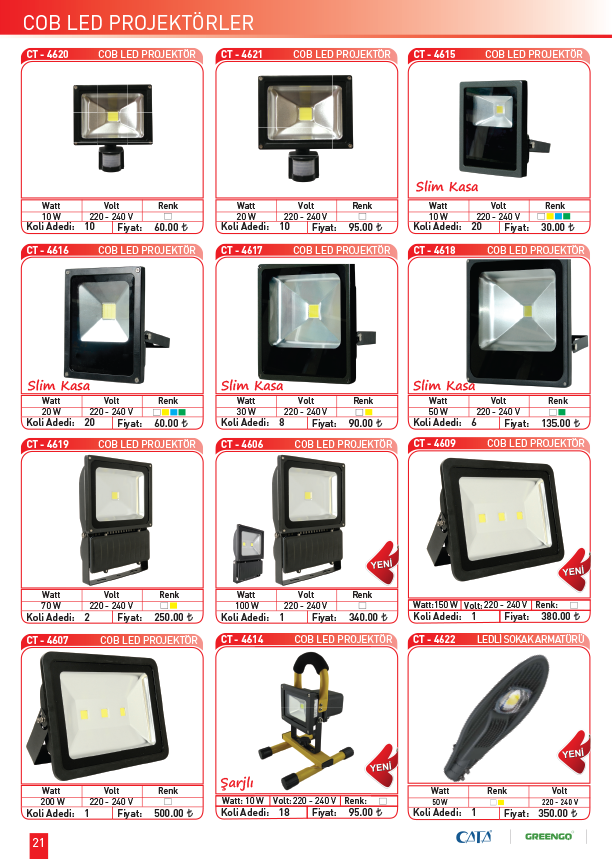 COB LED PROJEKTÖRLER
CT - 4620 COB LED PROJEKTÖR
Watt Volt Renk
10 W 220 - 240 V
Koli Adedi: 10 Fiyat: 60.00 ₺
CT - 4621 COB LED PROJEKTÖR
Watt Volt Renk
20 W 220 - 240 V
Koli Adedi: 10 Fiyat: 95.00 ₺
CT - 4615 COB LED PROJEKTÖR
Slim Kasa
Watt Volt Renk
10 W 220 - 240 V
Koli Adedi: 20 Fiyat: 30.00 ₺
CT - 4616 COB LED PROJEKTÖR
Slim Kasa
Watt Volt Renk
20 W 220 - 240 V
Koli Adedi: 20 Fiyat: 60.00 ₺
CT - 4617 COB LED PROJEKTÖR
Slim Kasa
Watt Volt Renk
30 W 220 - 240 V
Koli Adedi: 8 Fiyat: 90.00 ₺
CT - 4618 COB LED PROJEKTÖR
Slim Kasa
Watt Volt Renk
50 W 220 - 240 V
Koli Adedi: 6 Fiyat: 135.00 ₺
CT - 4619 COB LED PROJEKTÖR
Watt Volt Renk
70 W 220 - 240 V
Koli Adedi: 2 Fiyat: 250.00 ₺
CT - 4606 COB LED PROJEKTÖR
YENİ
Watt Volt Renk
100 W 220 - 240 V
Koli Adedi: 1 Fiyat: 340.00 ₺
CT - 4609 COB LED PROJEKTÖR
YENİ
Watt: 150 W Volt: 220 - 240 V Renk:
Koli Adedi: 1 Fiyat: 380.00 ₺
CT - 4607 COB LED PROJEKTÖR
Watt Volt Renk
200 W 220 - 240 V
Koli Adedi: 1 Fiyat: 500.00 ₺
CT - 4614 COB LED PROJEKTÖR
YENİ
Şarjlı
Watt: 10 W Volt: 220 - 240 V Renk:
Koli Adedi: 18 Fiyat: 95.00 ₺
CT - 4622 LEDLİ SOKAK ARMATÜRÜ
YENİ
Watt Renk Volt
50 W 220 - 240 V
Koli Adedi: 1 Fiyat: 350.00 ₺
21
CATA
GREENGO